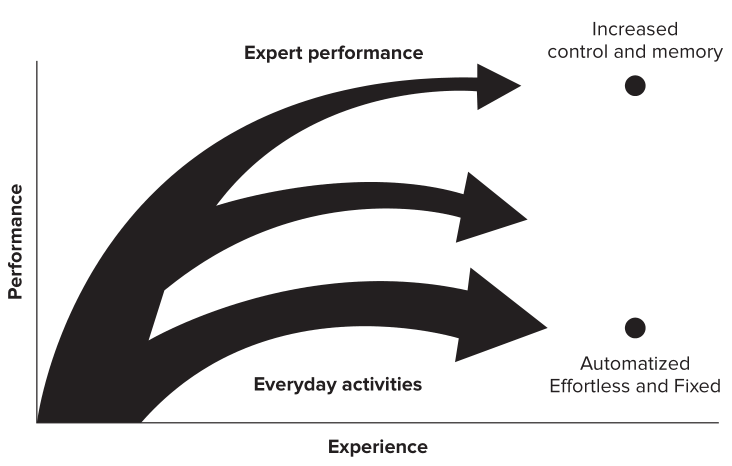 Increased
control and memory
Expert performance
Performance
Everyday activities
Automatized
Effortless and Fixed
Experience